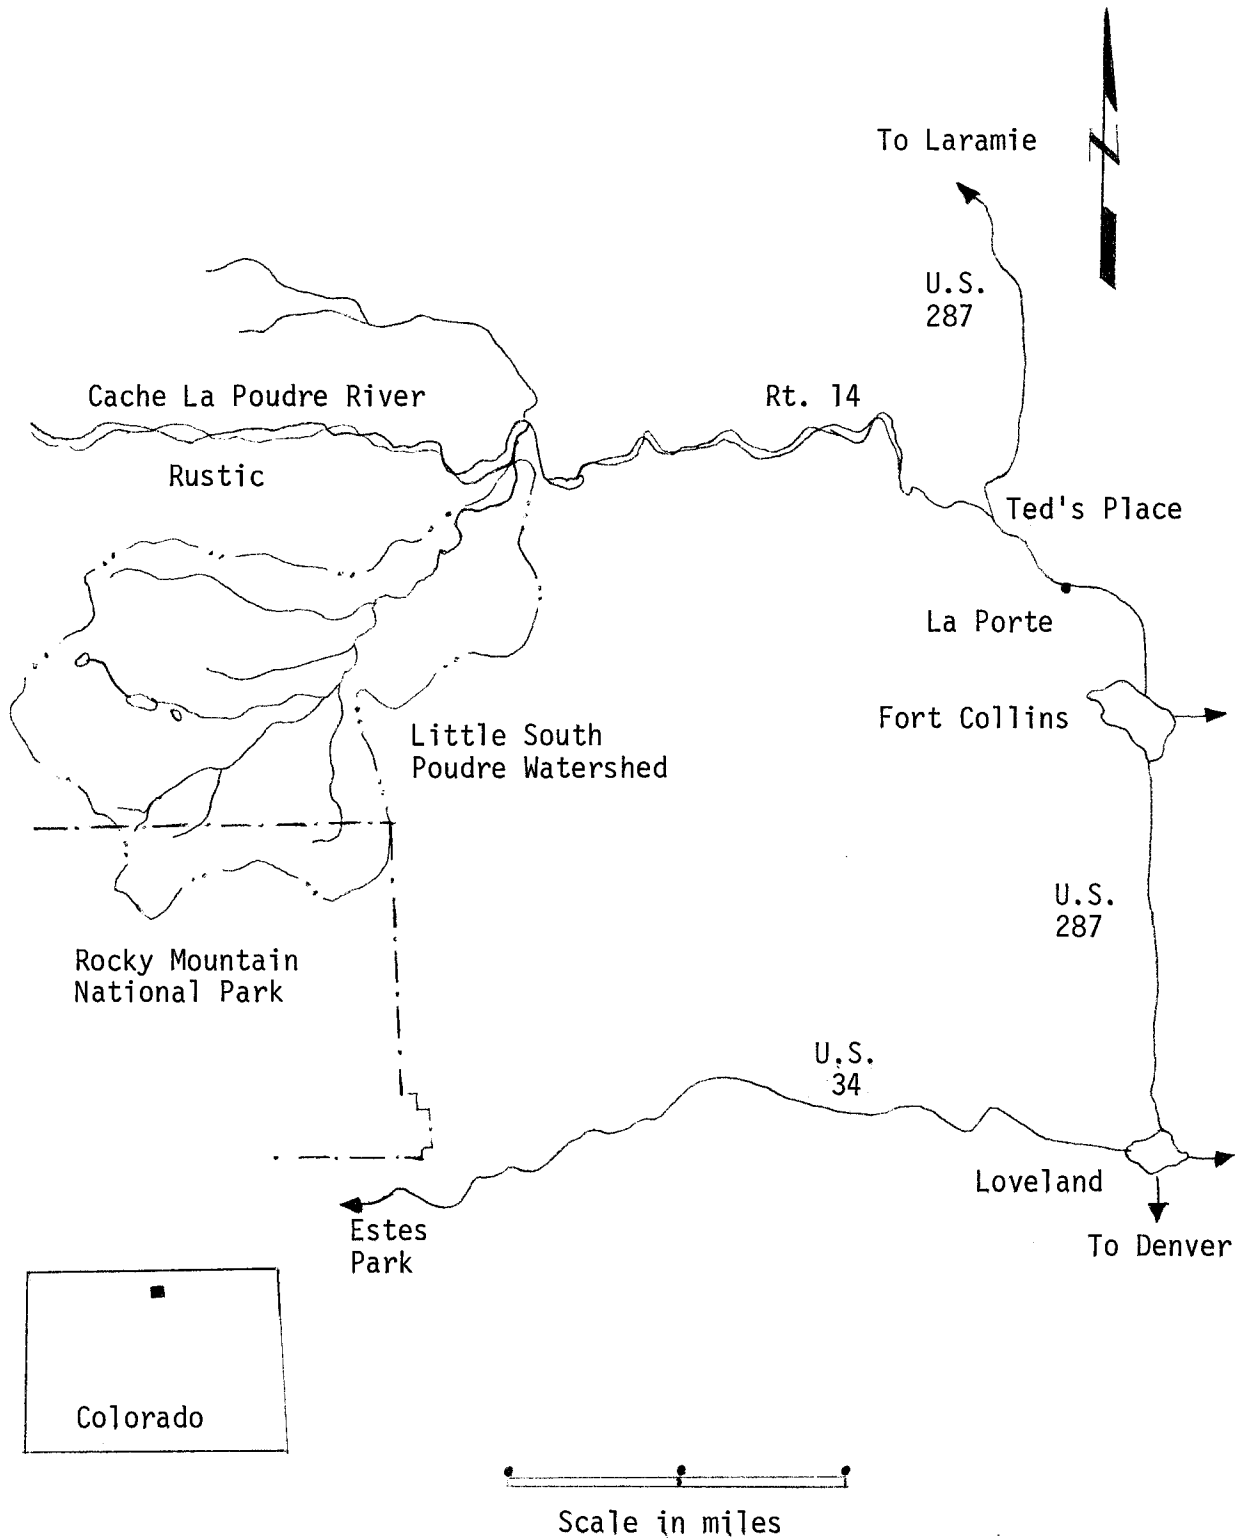 To Laramie
N
U.S.
287
Cache La Poudre River
Rt. 14
Rustic
Ted's Place
La Porte
Fort Collins
Little South
Poudre Watershed
U.S.
287
Rocky Mountain
National Park
U.S.
34
Loveland
Estes
Park
To Denver
Colorado
Scale in miles